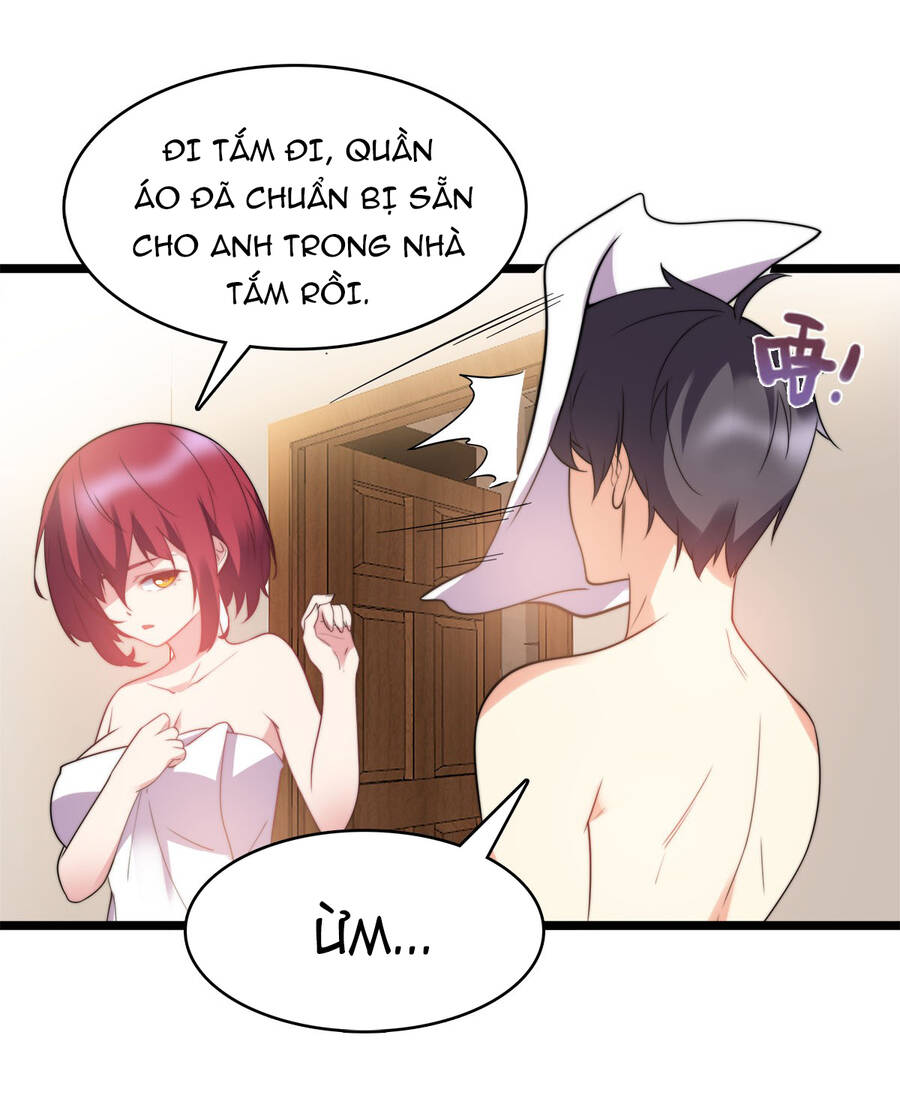 ĐI TẮM ĐI, QUẦN
ÁO ĐÃ CHUẨN BỊ SẴN
CHO ANH TRONG NHÀ
TẮM RỒI.
唔!
ỪM...